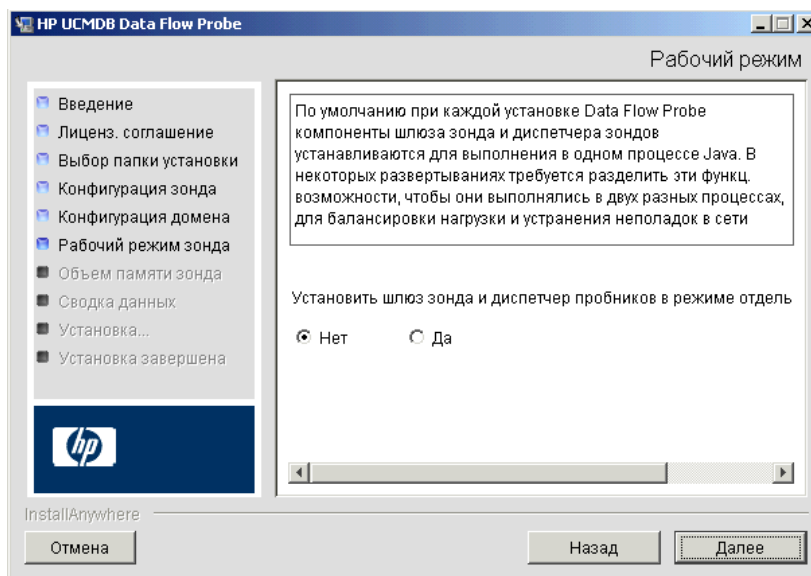 HP UCMDB Data Flow Probe
Рабочий режим
Введение
Лиценз. соглашение
Выбор папки установки
Конфигурация зонда
Конфигурация домена
Рабочий режим зонда
Объем памяти зонда
Сводка данных
Установка...
Установка завершена
hp
По умолчанию при каждой установке Data Flow Probe
компоненты шлюза зонда и диспетчера зондов
устанавливаются для выполнения в одном процессе Java. В
некоторых развертываниях требуется разделить эти функц.
возможности, чтобы они выполнялись в двух разных процессах,
для балансировки нагрузки и устранения неполадок в сети
Установить шлюз зонда и диспетчер пробников в режиме отдель
Нет Да
InstallAnywhere
Отмена Назад Далее